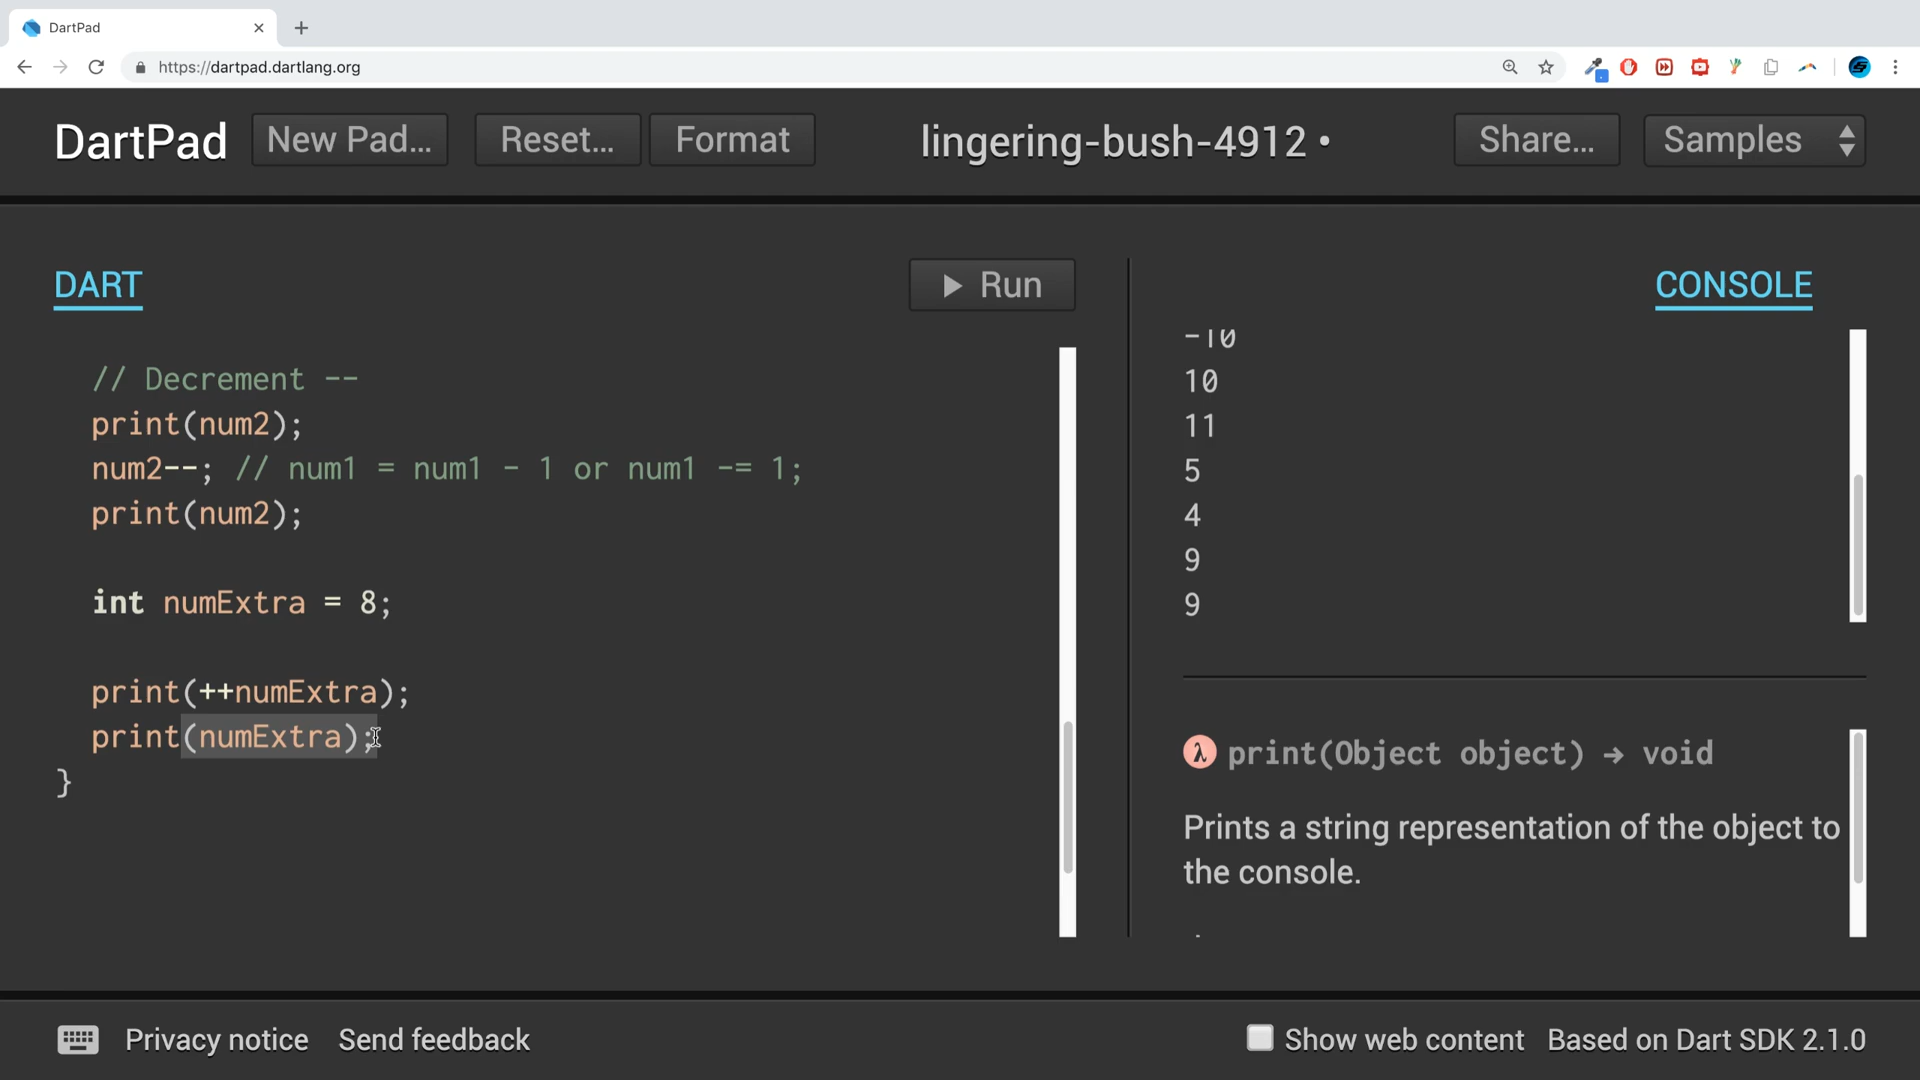 DartPad
https://dartpad.dartlang.org
DartPad
New Pad...
Reset...
Format
lingering-bush-4912 •
Share...
Samples
DART
Run
// Decrement --
print(num2);
num2--; // num1 = num1 - 1 or num1 -= 1;
print(num2);
int numExtra = 8;
print(++numExtra);
print(numExtra);
}
CONSOLE
-10
10
11
5
4
9
9
λ print(Object object) → void
Prints a string representation of the object to
the console.
Privacy notice
Send feedback
Show web content
Based on Dart SDK 2.1.0